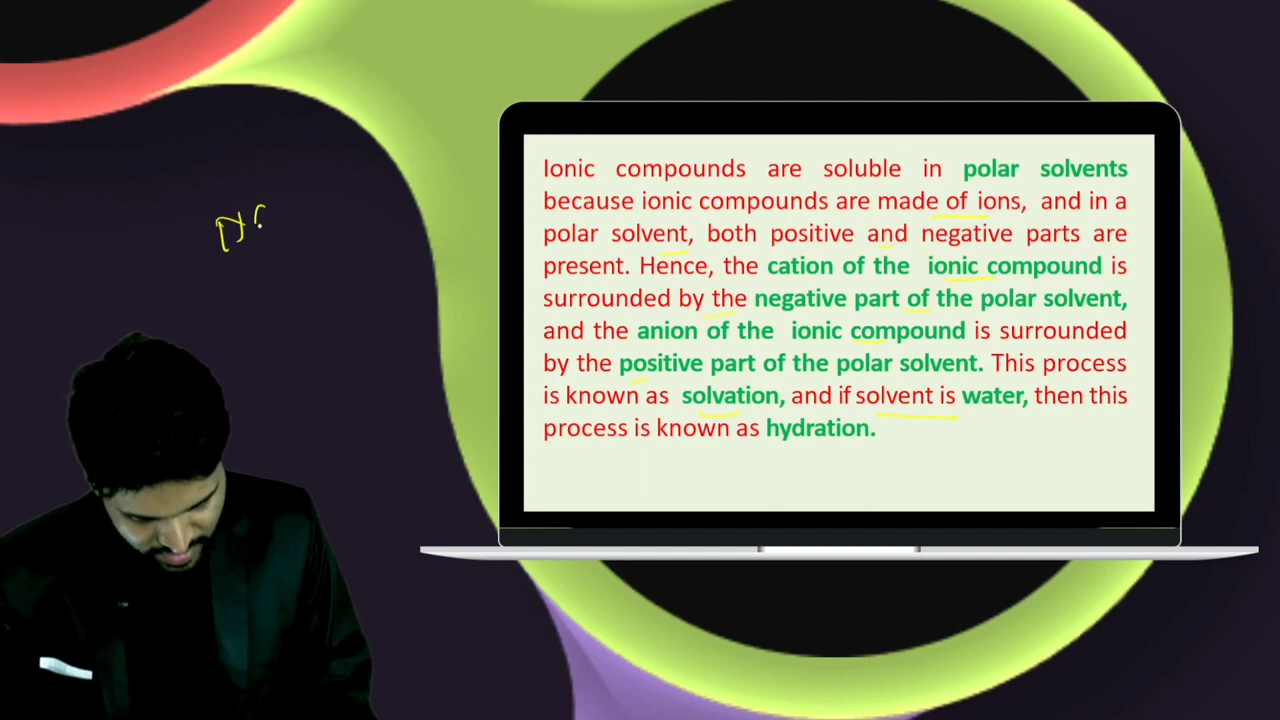 Ionic compounds are soluble in polar solvents
because ionic compounds are made of ions, and in a
polar solvent, both positive and negative parts are
present. Hence, the cation of the ionic compound is
surrounded by the negative part of the polar solvent,
and the anion of the ionic compound is surrounded
by the positive part of the polar solvent. This process
is known as solvation, and if solvent is water, then this
process is known as hydration.